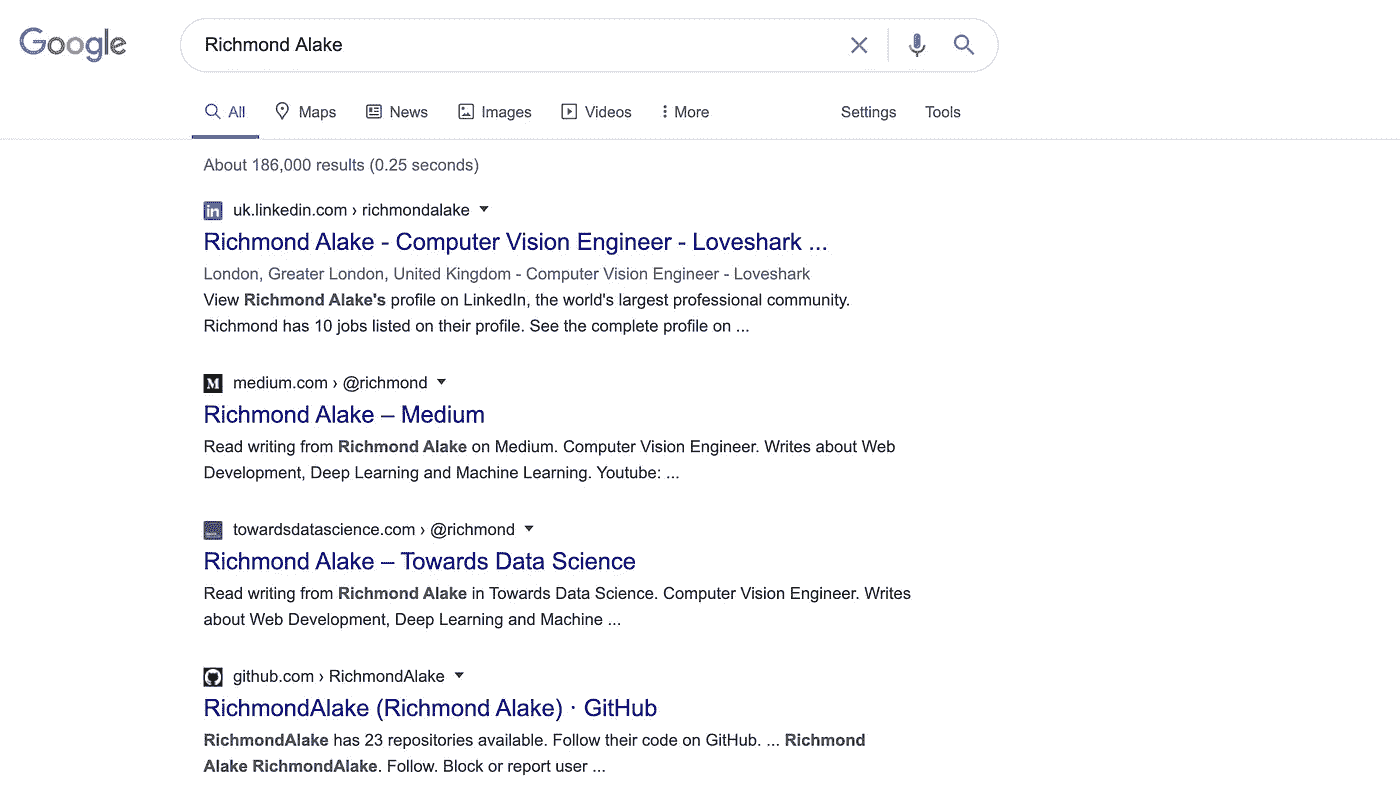 Google
Richmond Alake
All Maps News Images Videos More Settings Tools
About 186,000 results (0.25 seconds)
in uk.linkedin.com › richmondalake
Richmond Alake - Computer Vision Engineer - Loveshark ...
London, Greater London, United Kingdom - Computer Vision Engineer - Loveshark
View Richmond Alake's profile on LinkedIn, the world's largest professional community.
Richmond has 10 jobs listed on their profile. See the complete profile on ...
M medium.com › @richmond
Richmond Alake – Medium
Read writing from Richmond Alake on Medium. Computer Vision Engineer. Writes about Web
Development, Deep Learning and Machine Learning. Youtube: ...
towardsdatascience.com › @richmond
Richmond Alake – Towards Data Science
Read writing from Richmond Alake in Towards Data Science. Computer Vision Engineer. Writes
about Web Development, Deep Learning and Machine ...
github.com › RichmondAlake
RichmondAlake (Richmond Alake) · GitHub
RichmondAlake has 23 repositories available. Follow their code on GitHub. ... Richmond
Alake RichmondAlake. Follow. Block or report user ...